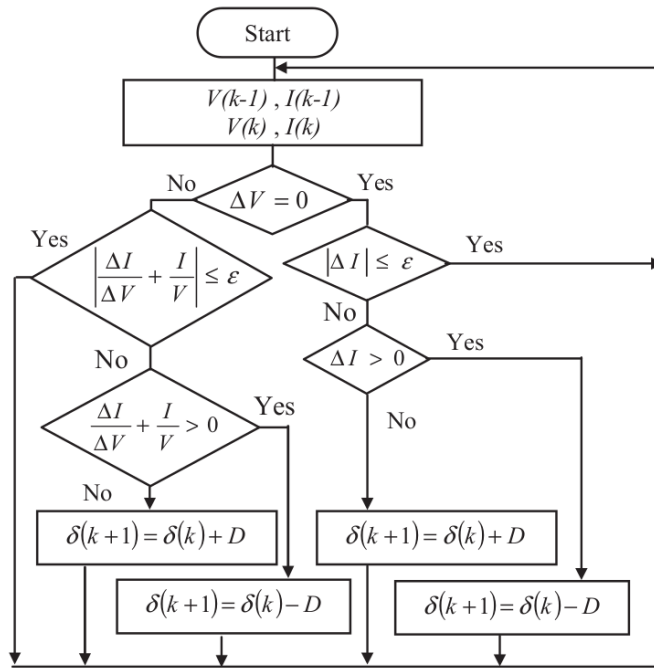 Start
V(k-1) , I(k-1)
V(k) , I(k)
No
ΔV = 0
Yes
Yes
|ΔI/ΔV + I/V| ≤ ε
|ΔI| ≤ ε
Yes
No
No
ΔI > 0
Yes
ΔI/ΔV + I/V > 0
Yes
No
No
δ(k+1) = δ(k) + D
δ(k+1) = δ(k) + D
δ(k+1) = δ(k) − D
δ(k+1) = δ(k) − D